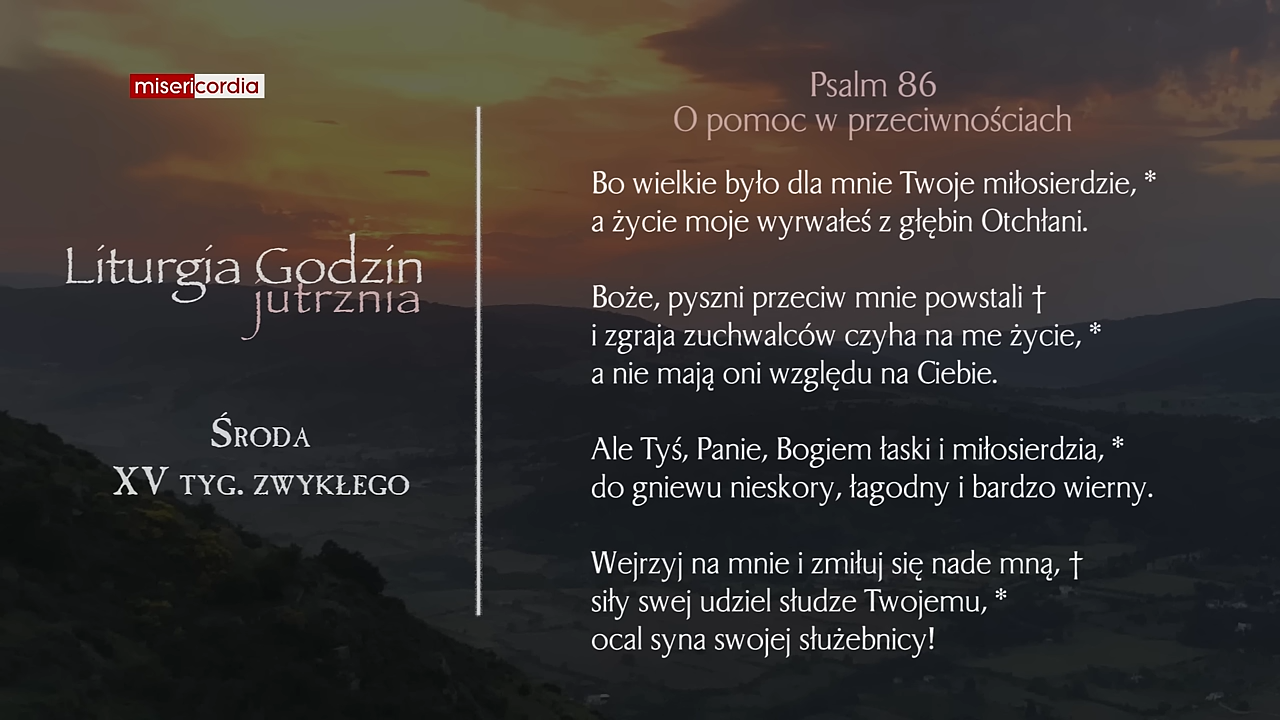 misericordia
Liturgia Godzin
jutrznia
Środa
XV tyg. zwykłego
Psalm 86
O pomoc w przeciwnościach
Bo wielkie było dla mnie Twoje miłosierdzie, *
a życie moje wyrwałeś z głębin Otchłani.
Boże, pyszni przeciw mnie powstali †
i zgraja zuchwalców czyha na me życie, *
a nie mają oni względu na Ciebie.
Ale Tyś, Panie, Bogiem łaski i miłosierdzia, *
do gniewu nieskory, łagodny i bardzo wierny.
Wejrzyj na mnie i zmiłuj się nade mną, †
siły swej udziel słudze Twojemu, *
ocal syna swojej służebnicy!